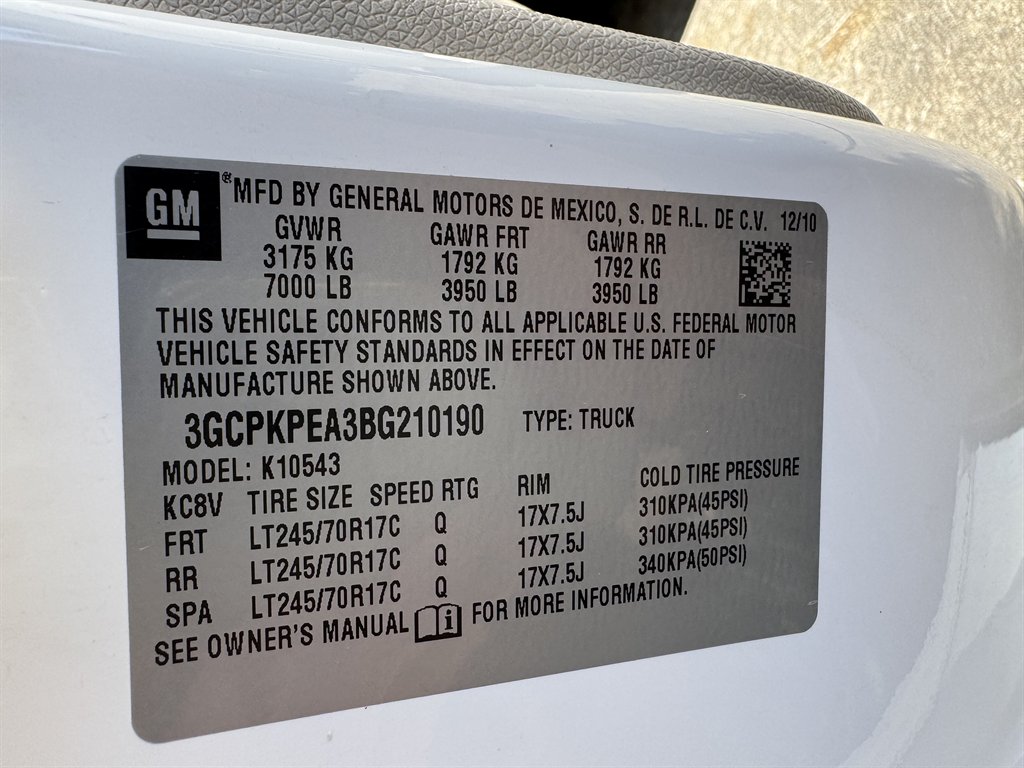 GM ® MFD BY GENERAL MOTORS DE MEXICO, S. DE R.L. DE C.V. 12/10
GVWR GAWR FRT GAWR RR
3175 KG 1792 KG 1792 KG
7000 LB 3950 LB 3950 LB
THIS VEHICLE CONFORMS TO ALL APPLICABLE U.S. FEDERAL MOTOR
VEHICLE SAFETY STANDARDS IN EFFECT ON THE DATE OF
MANUFACTURE SHOWN ABOVE.
3GCPKPEA3BG210190 TYPE: TRUCK
MODEL: K10543
KC8V TIRE SIZE SPEED RTG RIM COLD TIRE PRESSURE
FRT LT245/70R17C Q 17X7.5J 310KPA(45PSI)
RR LT245/70R17C Q 17X7.5J 310KPA(45PSI)
SPA LT245/70R17C Q 17X7.5J 340KPA(50PSI)
SEE OWNER'S MANUAL i FOR MORE INFORMATION.